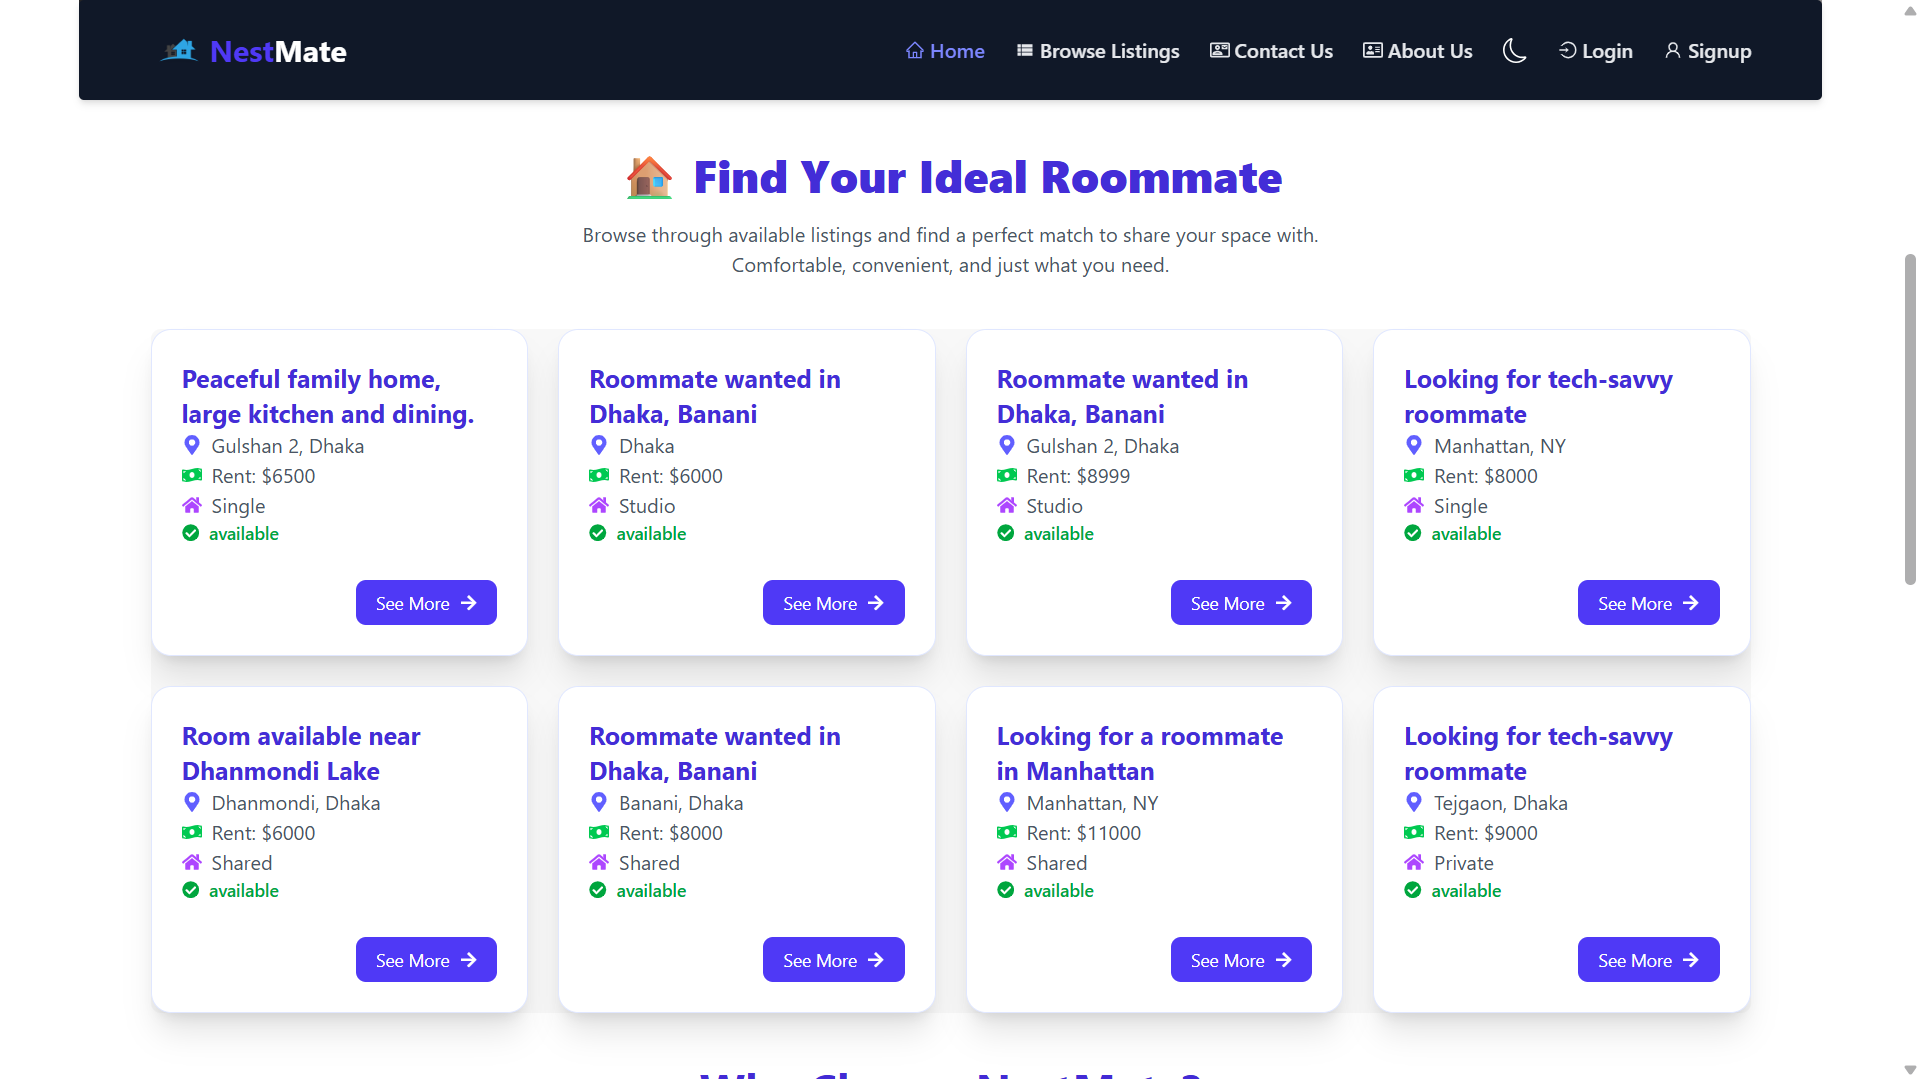 NestMate
Home
Browse Listings
Contact Us
About Us
Login
Signup
Find Your Ideal Roommate
Browse through available listings and find a perfect match to share your space with.
Comfortable, convenient, and just what you need.
Peaceful family home,
large kitchen and dining.
Gulshan 2, Dhaka
Rent: $6500
Single
available
See More
Roommate wanted in
Dhaka, Banani
Dhaka
Rent: $6000
Studio
available
See More
Roommate wanted in
Dhaka, Banani
Gulshan 2, Dhaka
Rent: $8999
Studio
available
See More
Looking for tech-savvy
roommate
Manhattan, NY
Rent: $8000
Single
available
See More
Room available near
Dhanmondi Lake
Dhanmondi, Dhaka
Rent: $6000
Shared
available
See More
Roommate wanted in
Dhaka, Banani
Banani, Dhaka
Rent: $8000
Shared
available
See More
Looking for a roommate
in Manhattan
Manhattan, NY
Rent: $11000
Shared
available
See More
Looking for tech-savvy
roommate
Tejgaon, Dhaka
Rent: $9000
Private
available
See More
Why Choose NestMate?